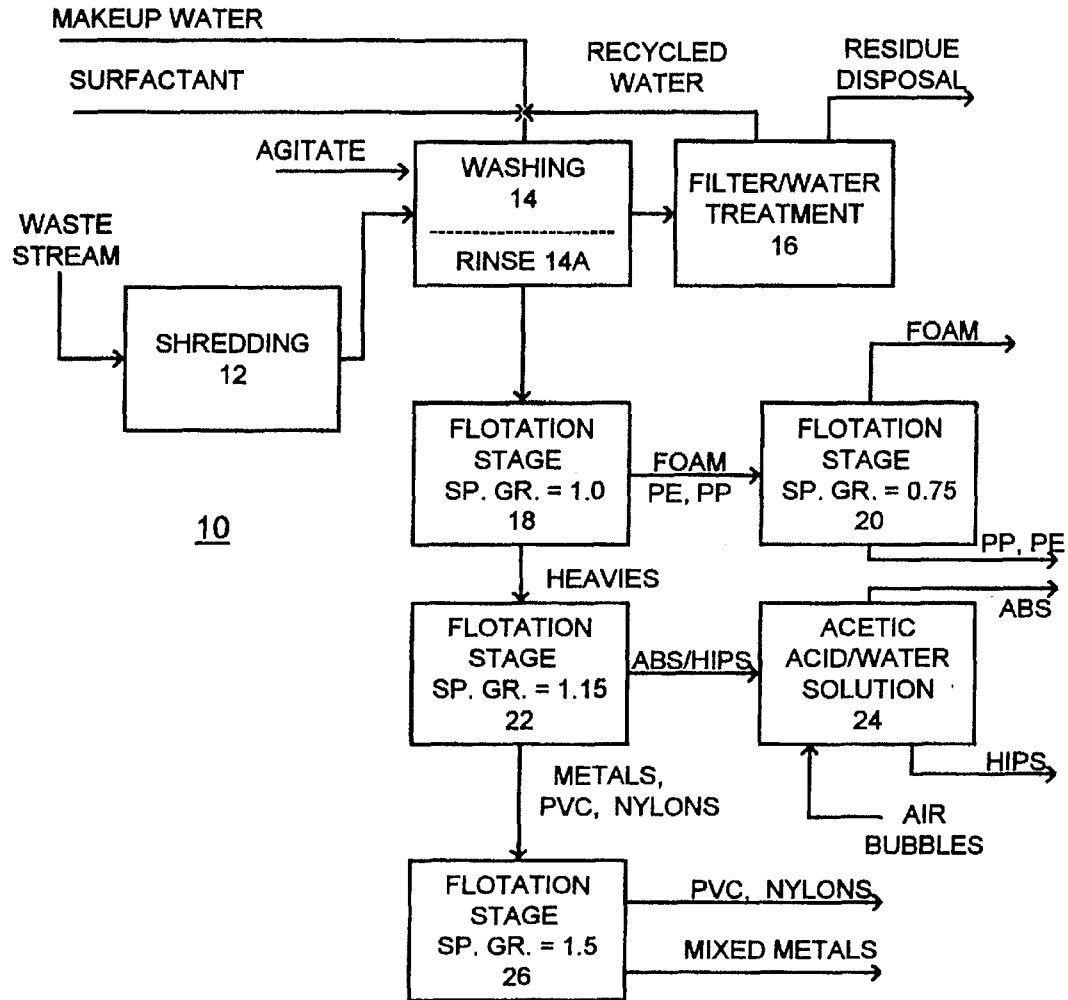 MAKEUP WATER
SURFACTANT
RECYCLED
WATER
RESIDUE
DISPOSAL
AGITATE
WASHING
14
RINSE 14A
FILTER/WATER
TREATMENT
16
WASTE
STREAM
SHREDDING
12
FOAM
FLOTATION
STAGE
SP. GR. = 1.0
18
FOAM
PE, PP
FLOTATION
STAGE
SP. GR. = 0.75
20
10
PP, PE
HEAVIES
ABS
FLOTATION
STAGE
SP. GR. = 1.15
22
ABS/HIPS
ACETIC
ACID/WATER
SOLUTION
24
HIPS
METALS,
PVC, NYLONS
AIR
BUBBLES
FLOTATION
STAGE
SP. GR. = 1.5
26
PVC, NYLONS
MIXED METALS